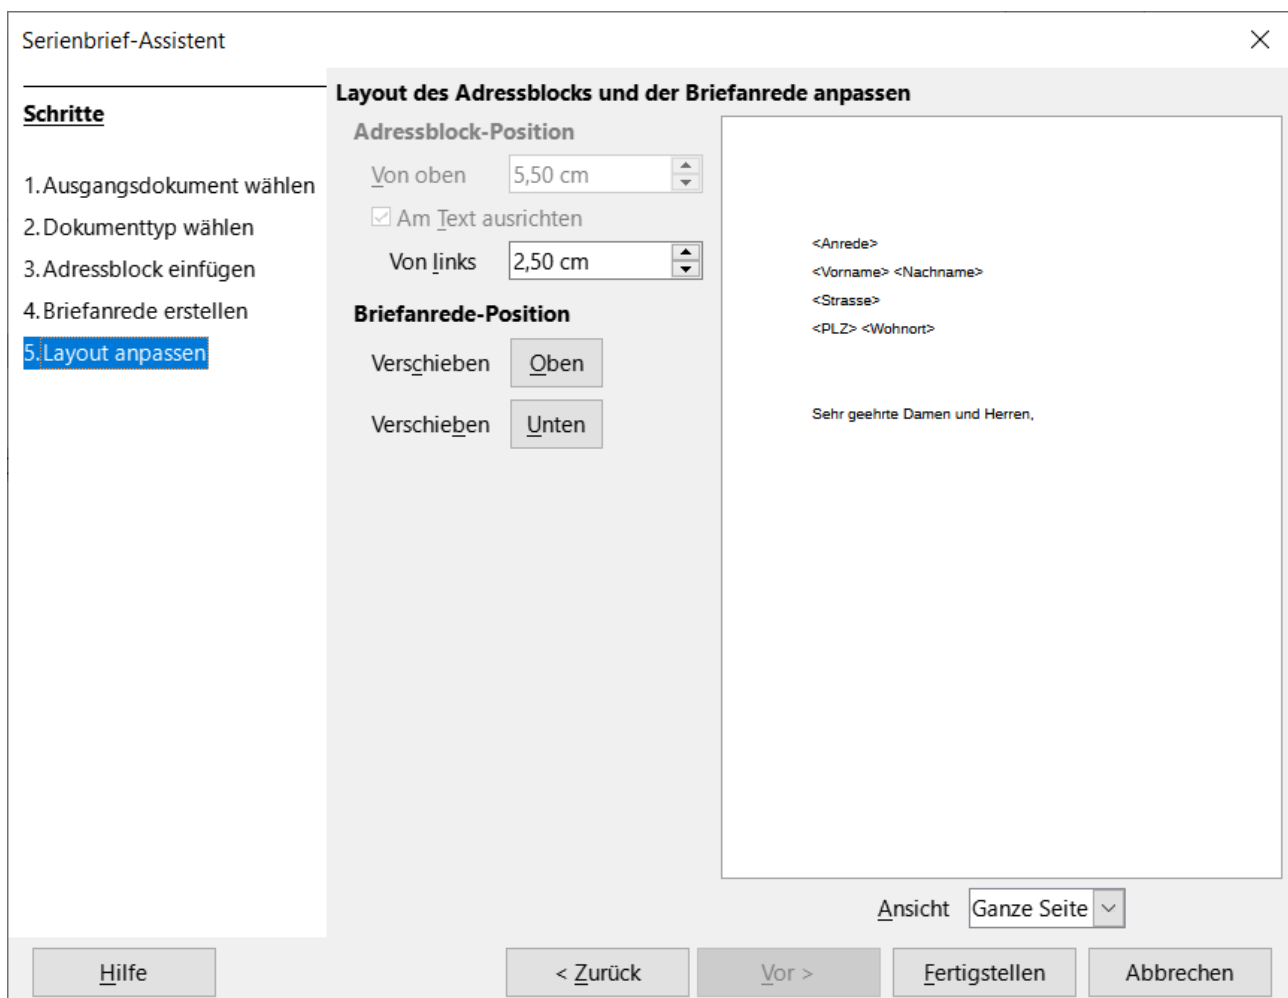 Serienbrief-Assistent
Schritte
1. Ausgangsdokument wählen
2. Dokumenttyp wählen
3. Adressblock einfügen
4. Briefanrede erstellen
5. Layout anpassen
Layout des Adressblocks und der Briefanrede anpassen
Adressblock-Position
Von oben 5,50 cm
Am Text ausrichten
Von links 2,50 cm
Briefanrede-Position
Verschieben Oben
Verschieben Unten
<Anrede>
<Vorname> <Nachname>
<Strasse>
<PLZ> <Wohnort>
Sehr geehrte Damen und Herren,
Ansicht Ganze Seite
Hilfe < Zurück Vor > Fertigstellen Abbrechen